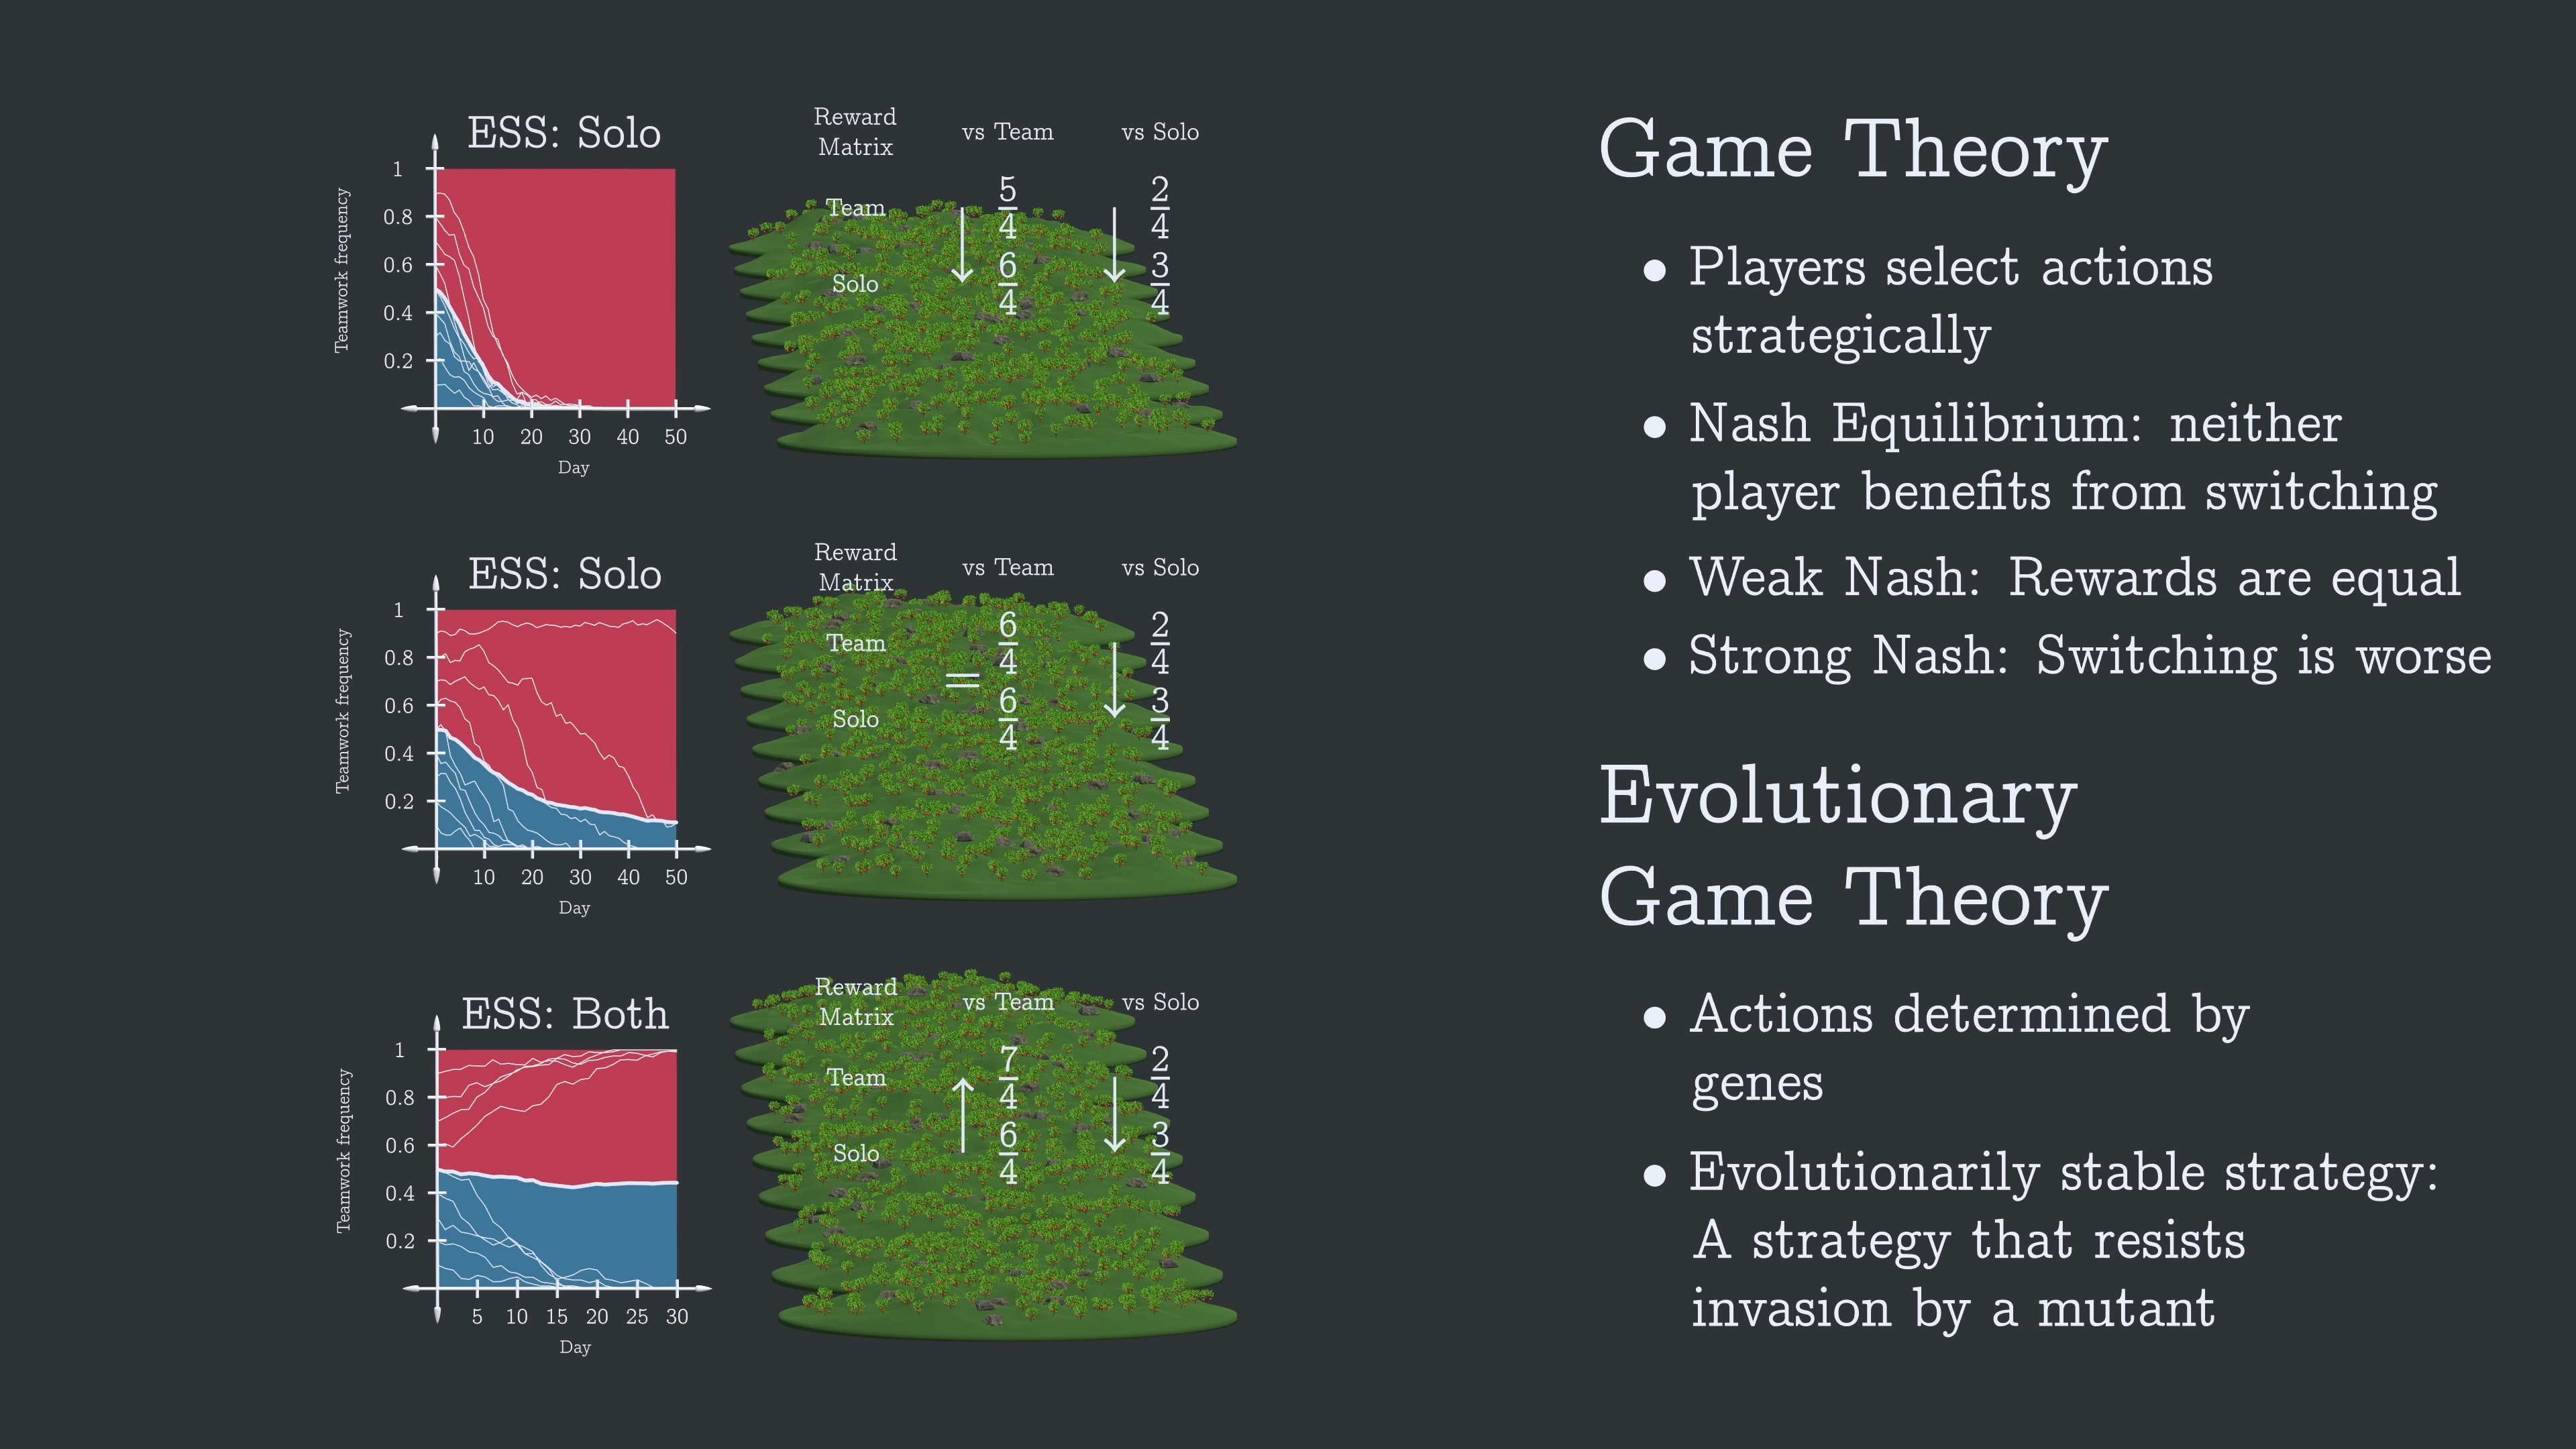 ESS: Solo
Teamwork frequency
1
0.8
0.6
0.4
0.2
10 20 30 40 50
Day
Reward
Matrix
vs Team
vs Solo
Team
5/4
2/4
Solo
6/4
3/4
ESS: Solo
Teamwork frequency
1
0.8
0.6
0.4
0.2
10 20 30 40 50
Day
Reward
Matrix
vs Team
vs Solo
Team
6/4
2/4
=
Solo
6/4
3/4
ESS: Both
Teamwork frequency
1
0.8
0.6
0.4
0.2
5 10 15 20 25 30
Day
Reward
Matrix
vs Team
vs Solo
Team
7/4
2/4
Solo
6/4
3/4
Game Theory
• Players select actions
strategically
• Nash Equilibrium: neither
player benefits from switching
• Weak Nash: Rewards are equal
• Strong Nash: Switching is worse
Evolutionary
Game Theory
• Actions determined by
genes
• Evolutionarily stable strategy:
A strategy that resists
invasion by a mutant